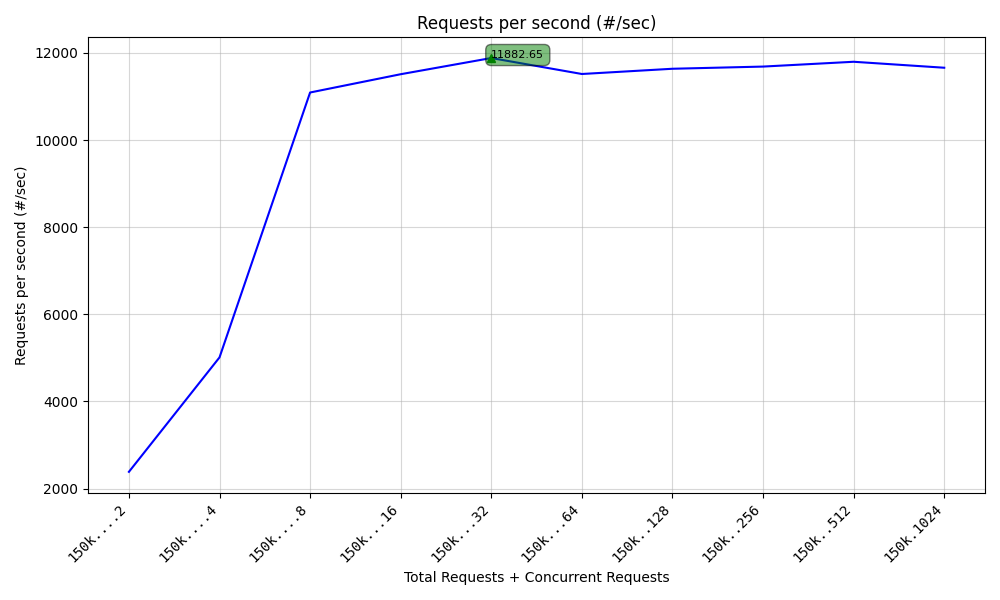 Requests per second (#/sec)
11882.65
12000
10000
8000
6000
4000
2000
Requests per second (#/sec)
150k....2
150k....4
150k....8
150k...16
150k...32
150k...64
150k..128
150k..256
150k..512
150k.1024
Total Requests + Concurrent Requests